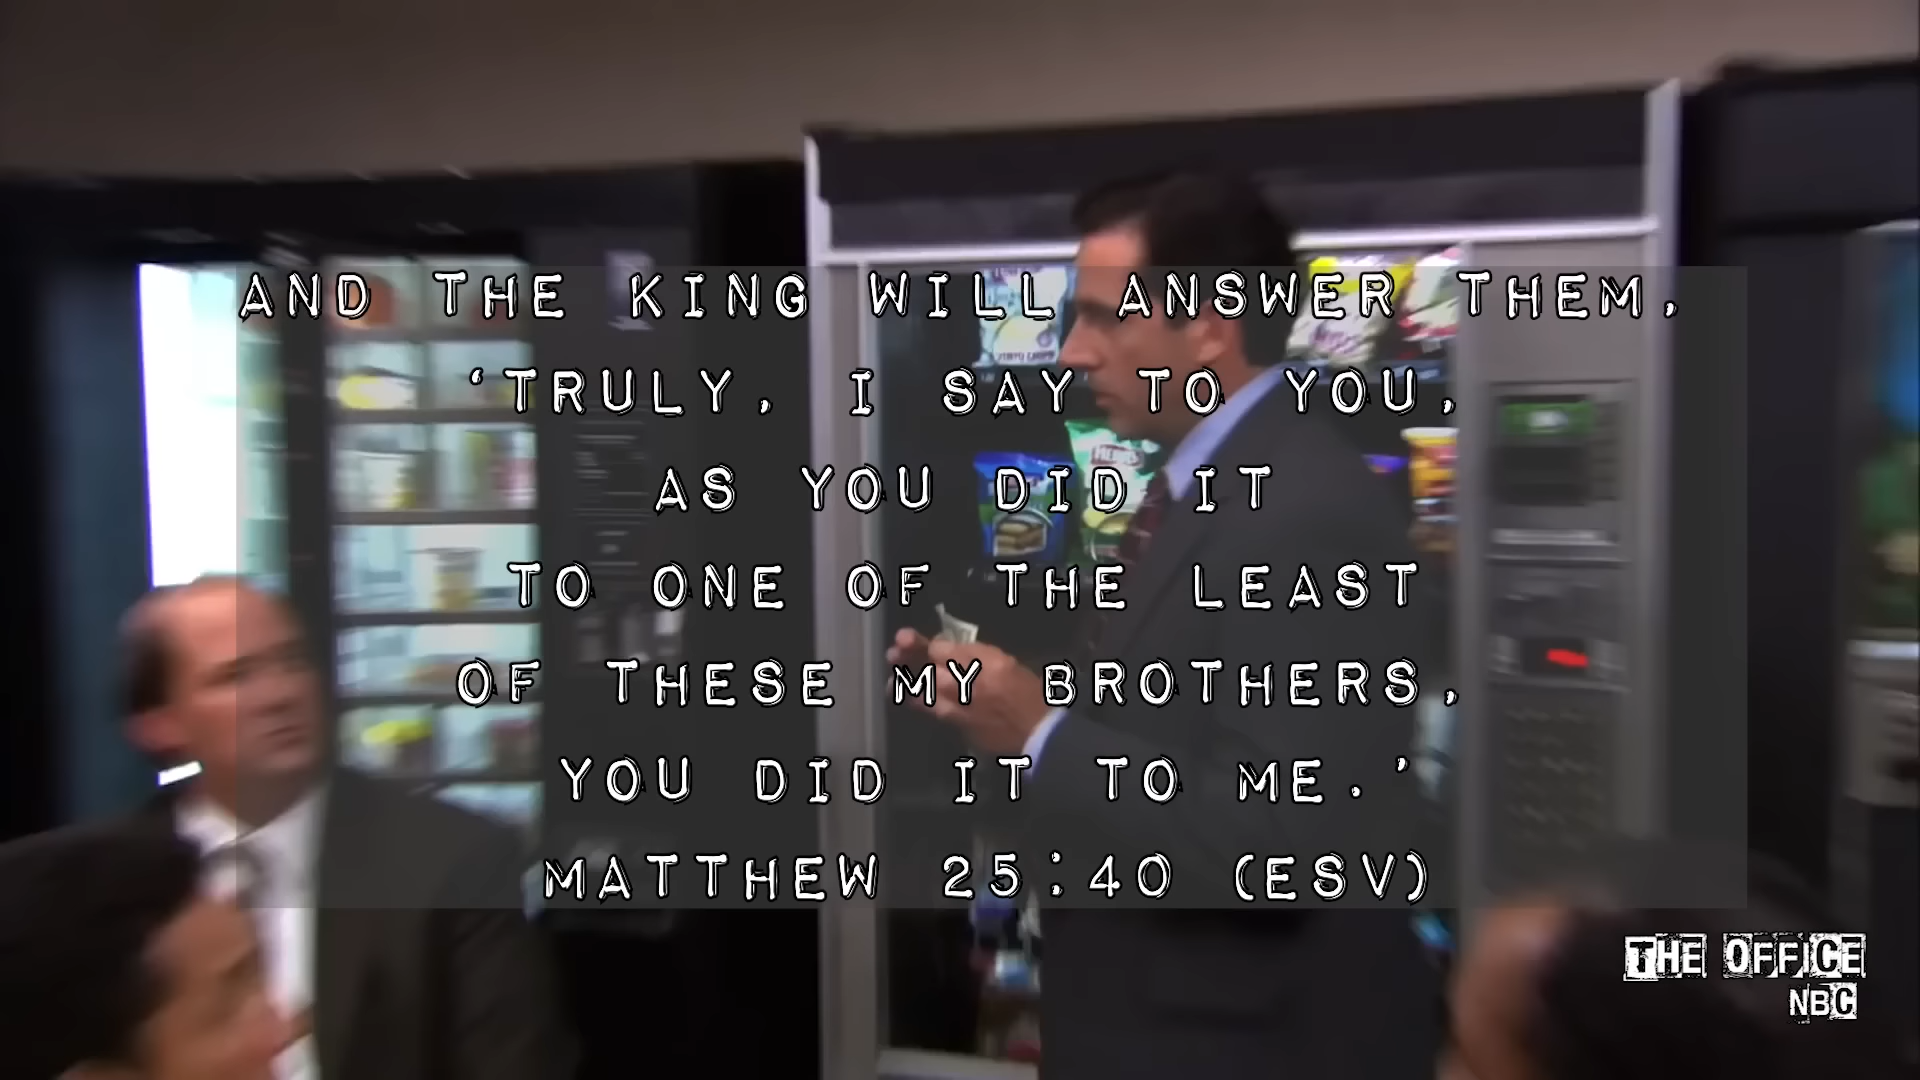 AND THE KING WILL ANSWER THEM,
‘TRULY, I SAY TO YOU,
AS YOU DID IT
TO ONE OF THE LEAST
OF THESE MY BROTHERS,
YOU DID IT TO ME.’
MATTHEW 25:40 (ESV)
THE OFFICE
NBC